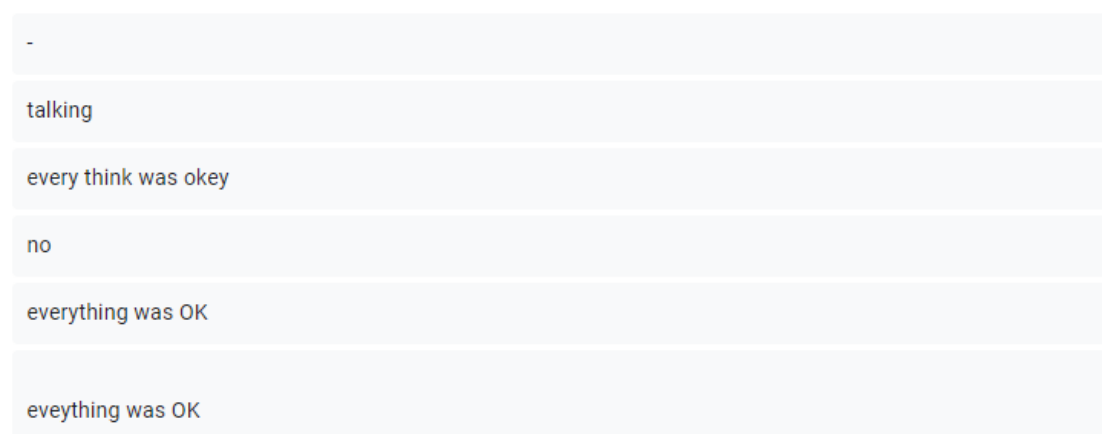 -
talking
every think was okey
no
everything was OK
eveything was OK